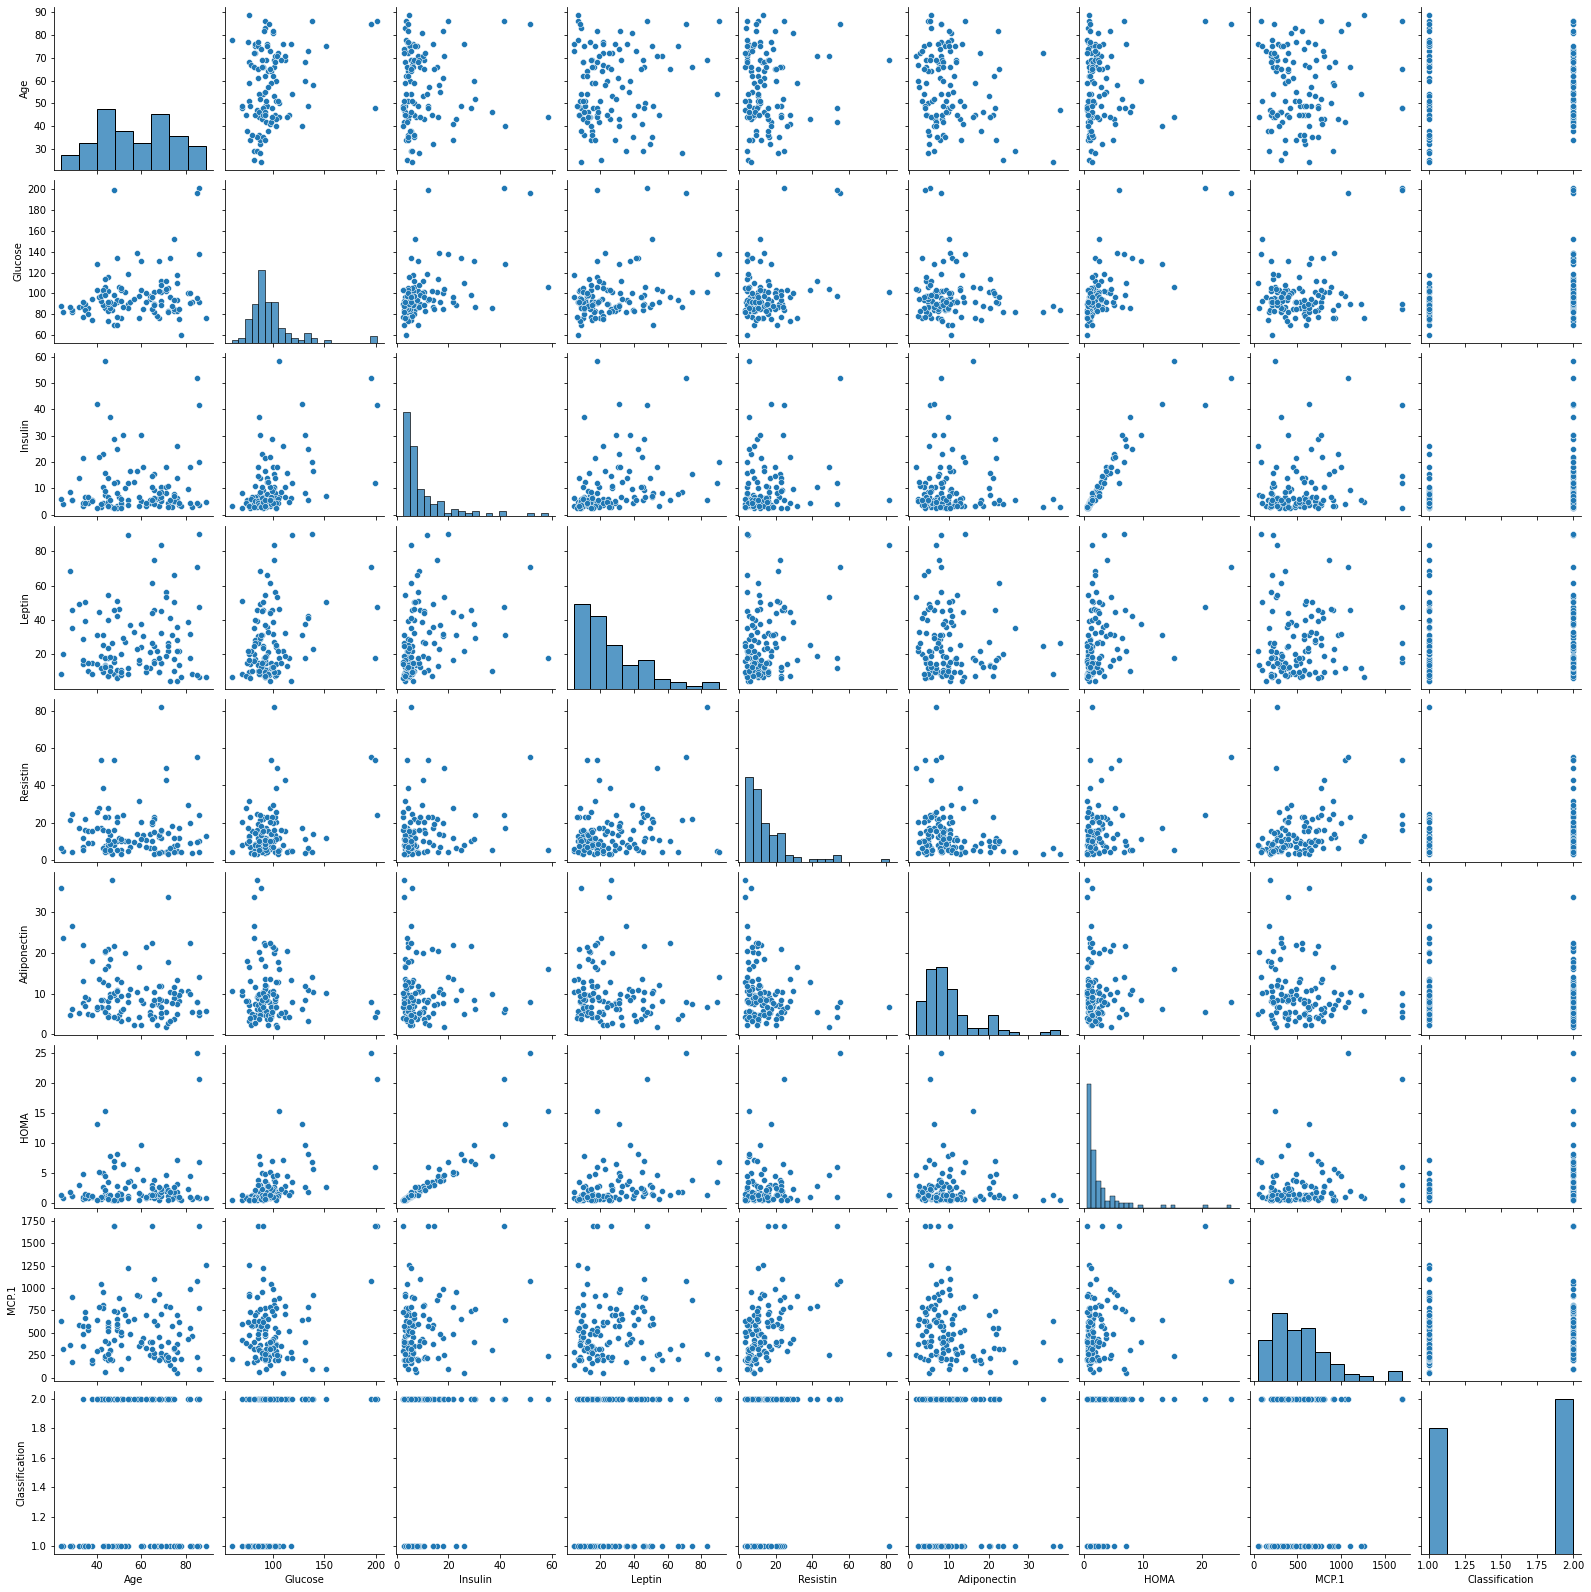 90
80
70
60
50
40
30
Age
200
180
160
140
120
100
80
60
Glucose
60
50
40
30
20
10
0
Insulin
80
60
40
20
Leptin
80
60
40
20
0
Resistin
30
20
10
0
Adiponectin
25
20
15
10
5
0
HOMA
1750
1500
1250
1000
750
500
250
0
MCP.1
2.0
1.8
1.6
1.4
1.2
1.0
Classification
40 60 80
100 150 200
0 20 40 60
20 40 60 80
0 20 40 60 80
0 10 20 30
0 10 20
0 500 1000 1500
1.00 1.25 1.50 1.75 2.00
Age Glucose Insulin Leptin Resistin Adiponectin HOMA MCP.1 Classification